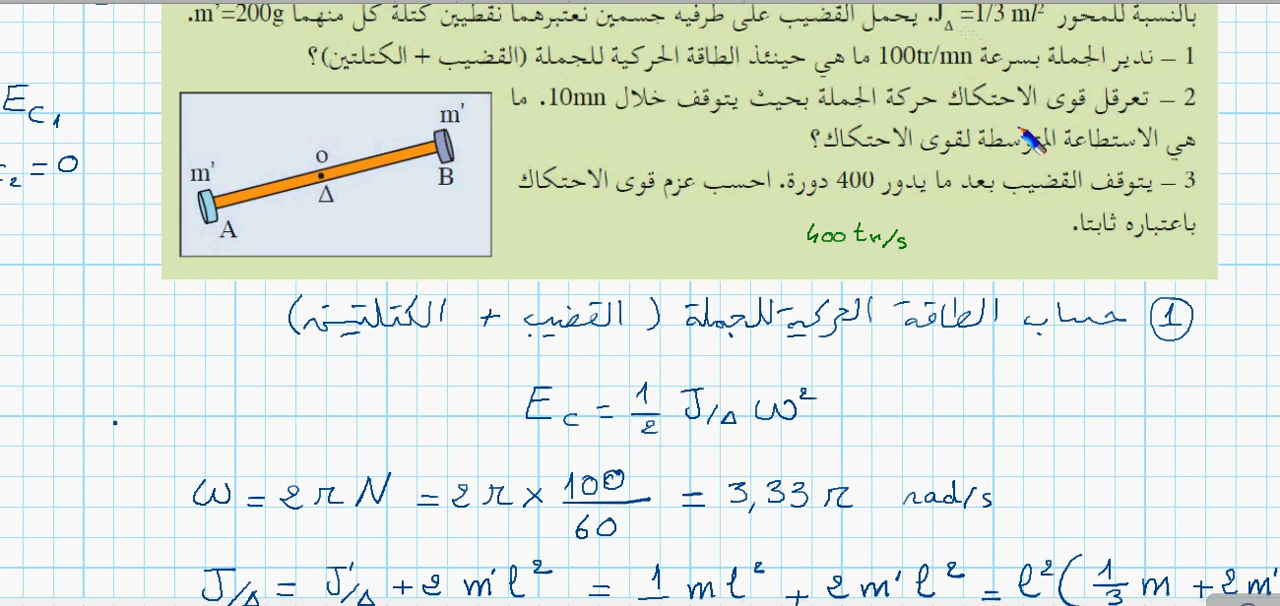 بالنسبة للمحور J_Δ =1/3 ml². يحمل القضيب على طرفيه جسمين نعتبرهما نقطيين كتلة كل منهما m'=200g.
1 – ندير الجملة بسرعة 100tr/mn ما هي حينئذ الطاقة الحركية للجملة (القضيب + الكتلتين)؟
2 – تعرقل قوى الاحتكاك حركة الجملة بحيث يتوقف خلال 10mn. ما
هي الاستطاعة المتوسطة لقوى الاحتكاك؟
3 – يتوقف القضيب بعد ما يدور 400 دورة. احسب عزم قوى الاحتكاك
باعتباره ثابتا.
400 tr/s
m'
o
m'
B
Δ
A
E_C₁
₂ = 0
① حساب الطاقة الحركية للجملة ( القضيب + الكتلتين )
E_C = 1/2 J/Δ ω²
ω = 2π N = 2π × 100/60 = 3,33 π rad/s
J/Δ = J'/Δ + 2 m'l² = 1 ml² + 2m'l² = l² ( 1/3 m + 2m'